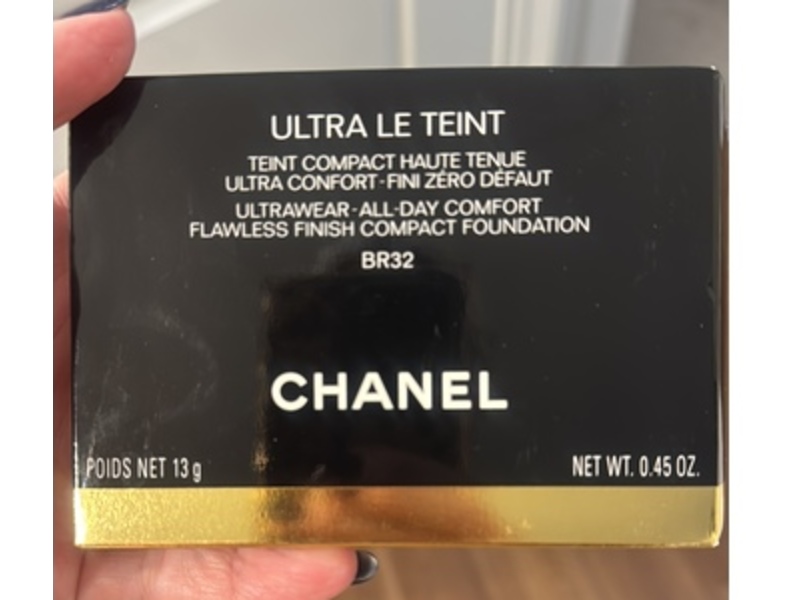 ULTRA LE TEINT
TEINT COMPACT HAUTE TENUE
ULTRA CONFORT-FINI ZÉRO DÉFAUT
ULTRAWEAR-ALL-DAY COMFORT
FLAWLESS FINISH COMPACT FOUNDATION
BR32
CHANEL
POIDS NET 13 g NET WT. 0.45 OZ.